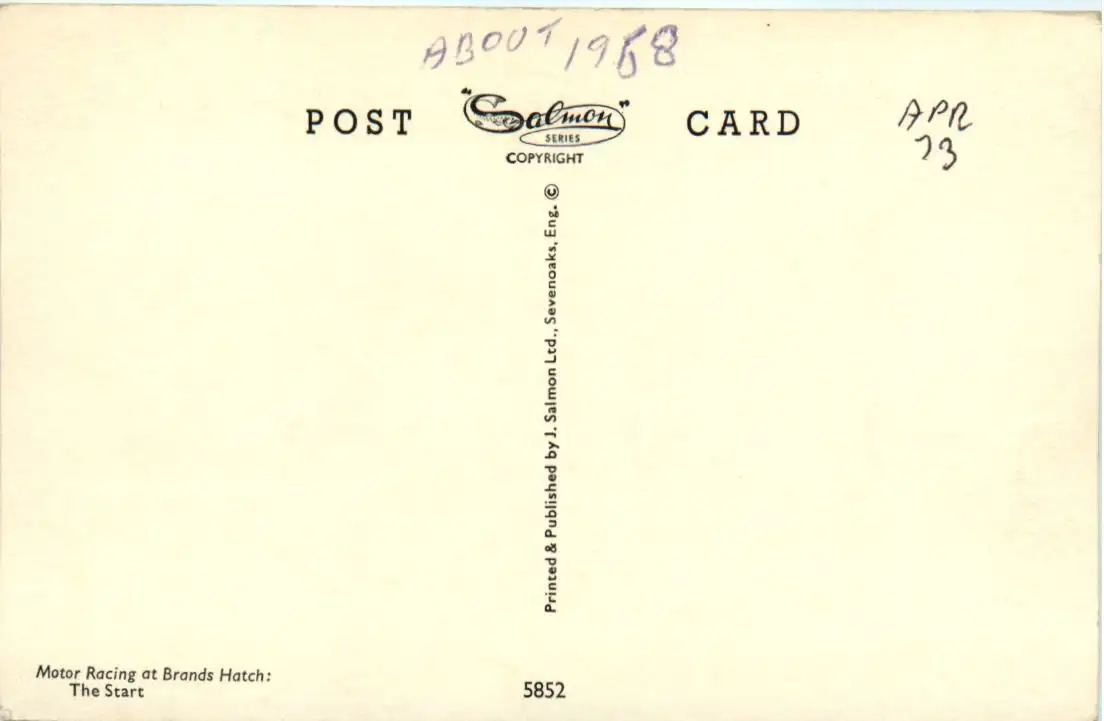 ABOUT 1958
POST "Salmon" CARD
SERIES
COPYRIGHT
APR
73
Printed & Published by J. Salmon Ltd., Sevenoaks, Eng. ©
Motor Racing at Brands Hatch:
The Start
5852